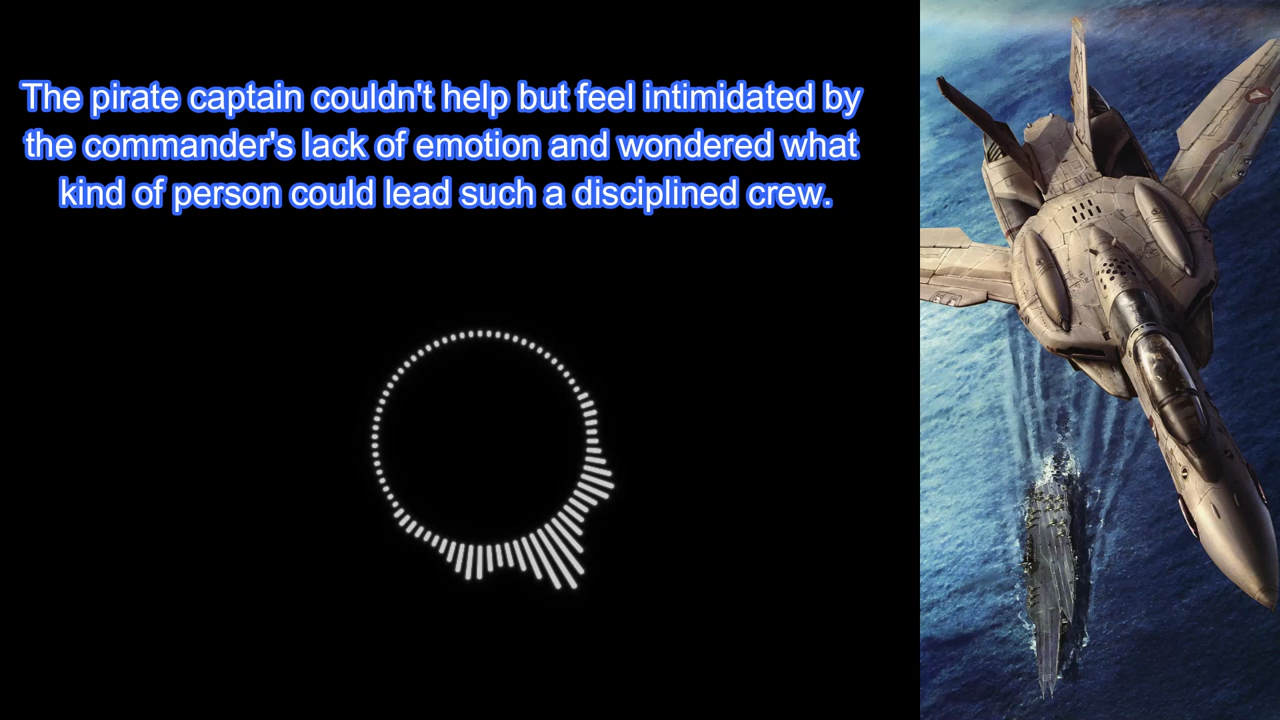 The pirate captain couldn't help but feel intimidated by
the commander's lack of emotion and wondered what
kind of person could lead such a disciplined crew.